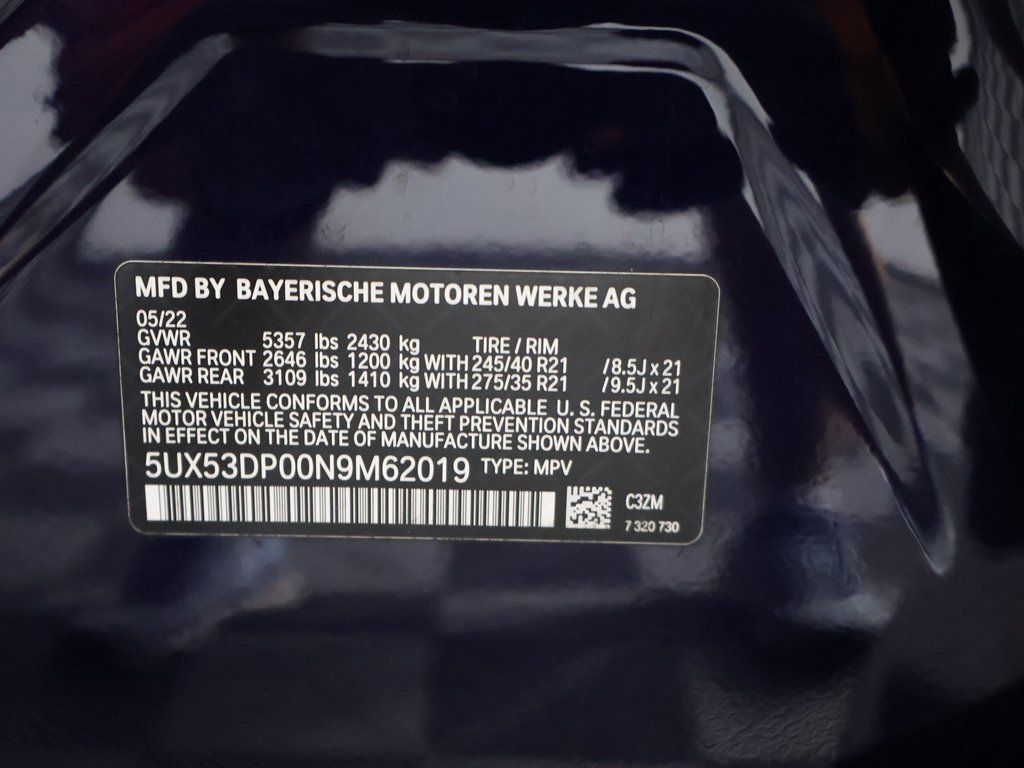 MFD BY BAYERISCHE MOTOREN WERKE AG
05/22
GVWR 5357 lbs 2430 kg TIRE / RIM
GAWR FRONT 2646 lbs 1200 kg WITH 245/40 R21 /8.5J x 21
GAWR REAR 3109 lbs 1410 kg WITH 275/35 R21 /9.5J x 21
THIS VEHICLE CONFORMS TO ALL APPLICABLE U. S. FEDERAL
MOTOR VEHICLE SAFETY AND THEFT PREVENTION STANDARDS
IN EFFECT ON THE DATE OF MANUFACTURE SHOWN ABOVE.
5UX53DP00N9M62019 TYPE: MPV
C3ZM
7 320 730